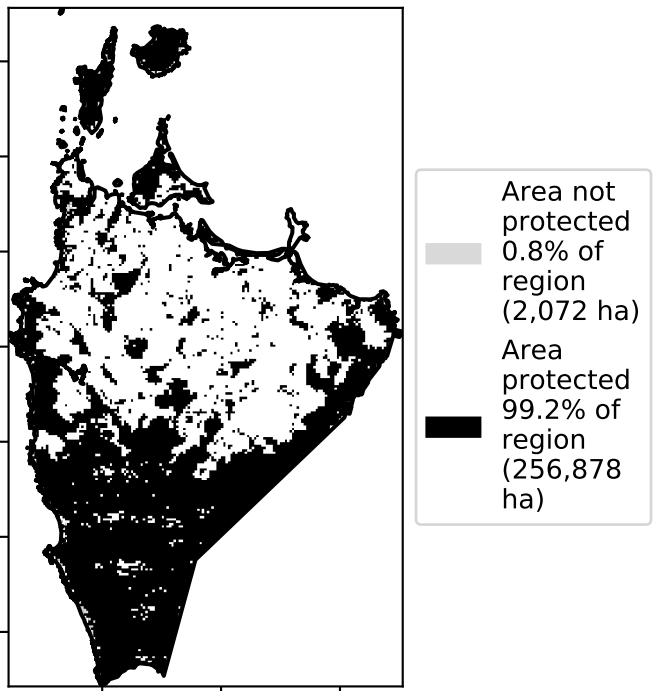 Area not
protected
0.8% of
region
(2,072 ha)
Area
protected
99.2% of
region
(256,878
ha)